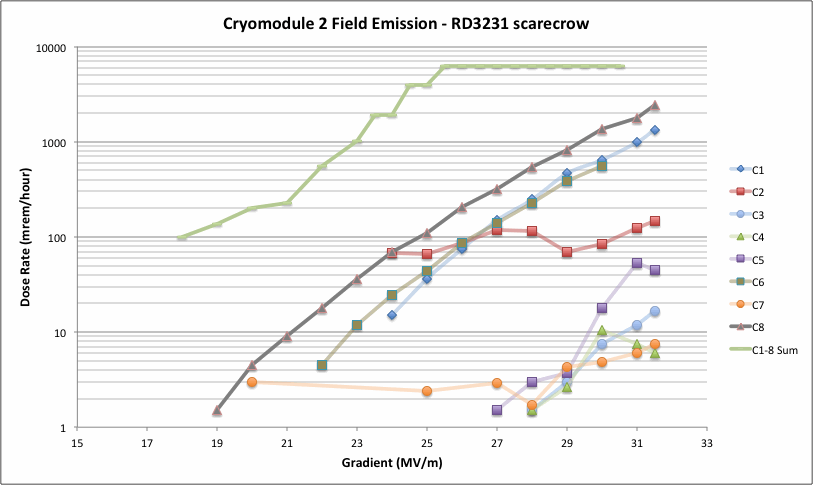 Cryomodule 2 Field Emission - RD3231 scarecrow
10000
1000
100
10
1
Dose Rate (mrem/hour)
15 17 19 21 23 25 27 29 31 33
Gradient (MV/m)
C1
C2
C3
C4
C5
C6
C7
C8
C1-8 Sum